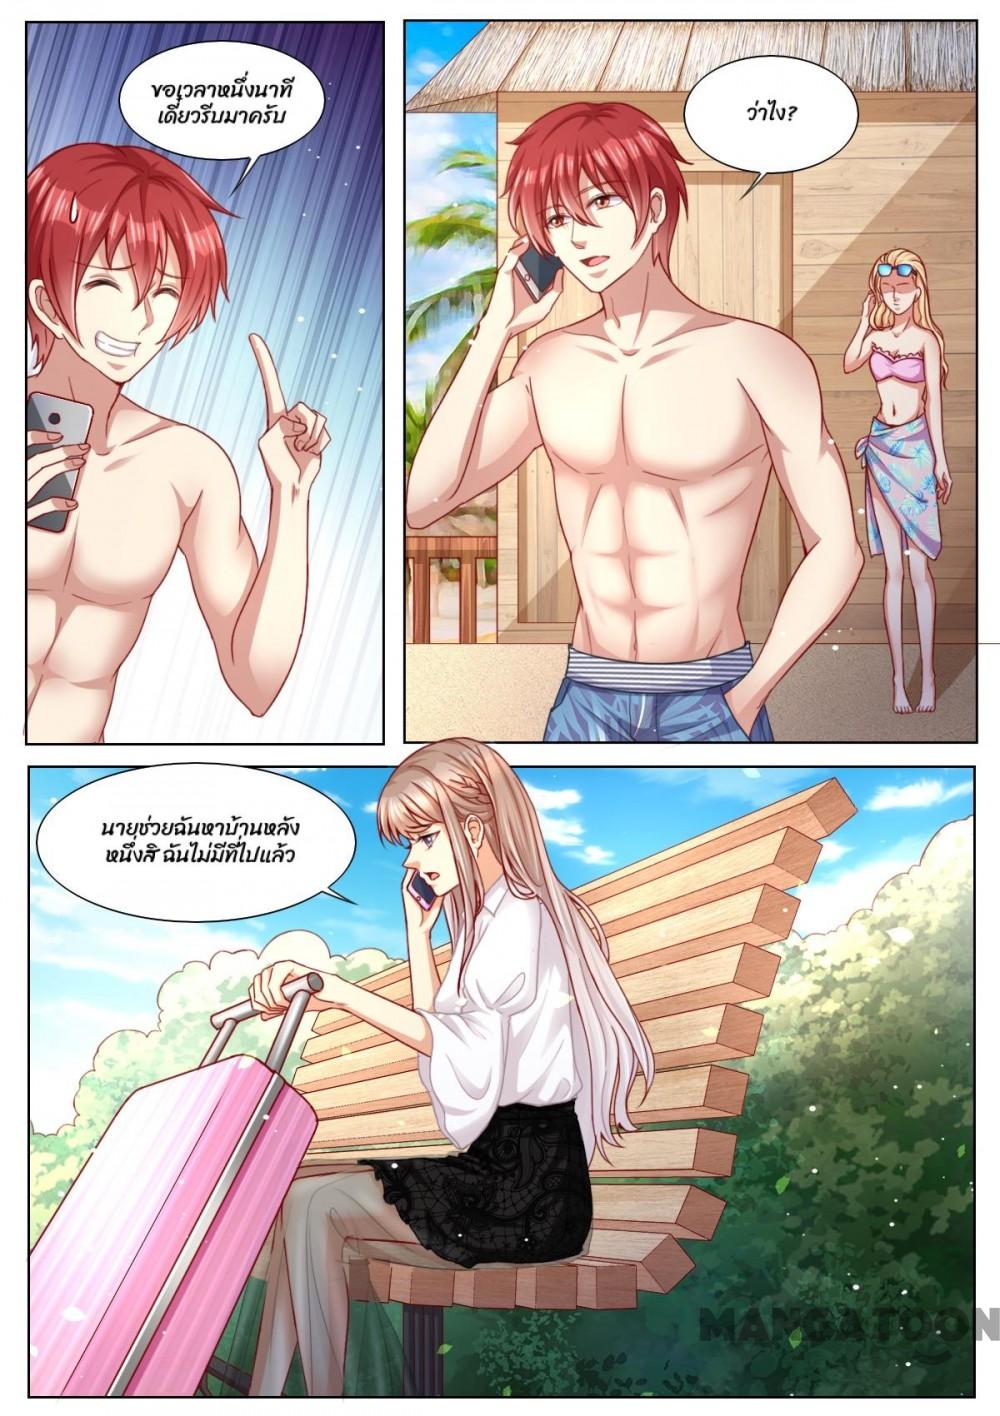 ขอเวลาหนึ่งนาที
เดี๋ยวรีบมาครับ
ว่าไง?
นายช่วยฉันหาบ้านหลัง
หนึ่งสิ ฉันไม่มีที่ไปแล้ว
MANGATOON